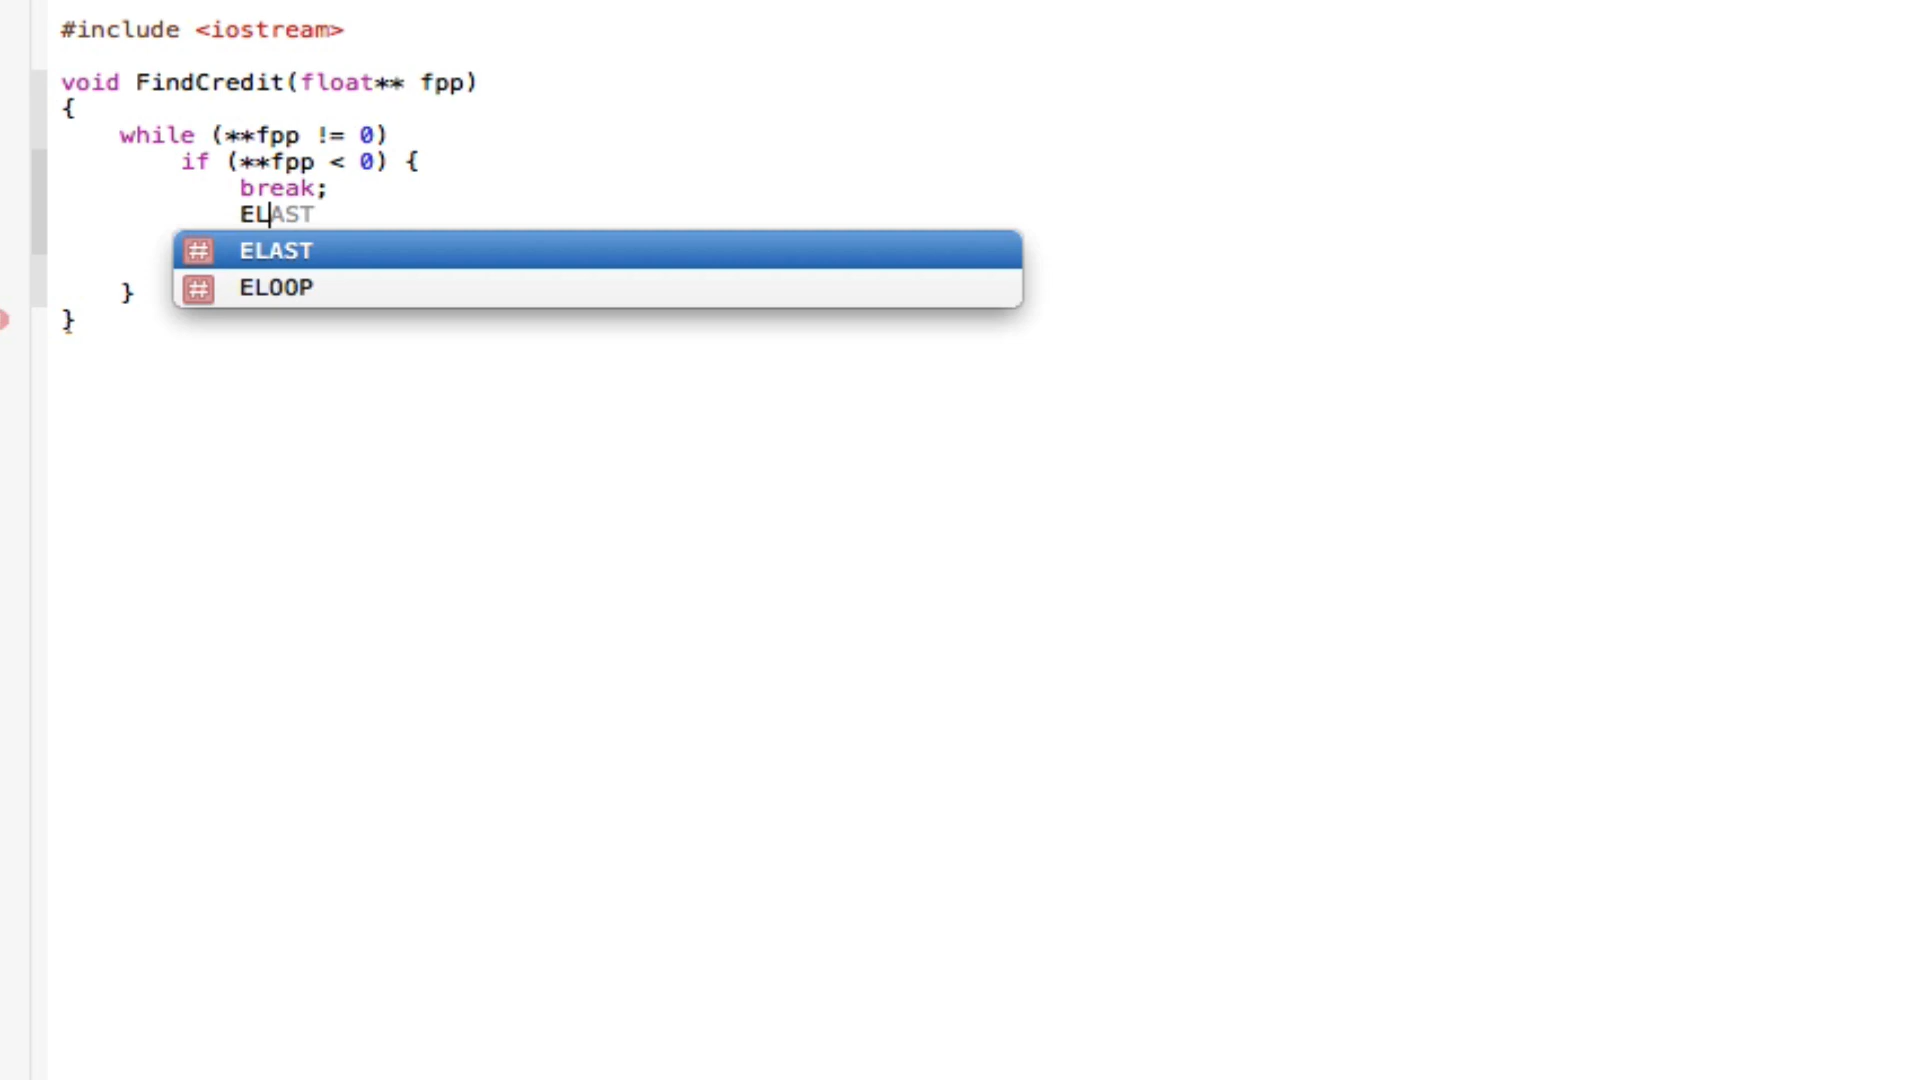 #include <iostream>
void FindCredit(float** fpp)
{
while (**fpp != 0)
if (**fpp < 0) {
break;
ELAST
# ELAST
# ELOOP
}
}